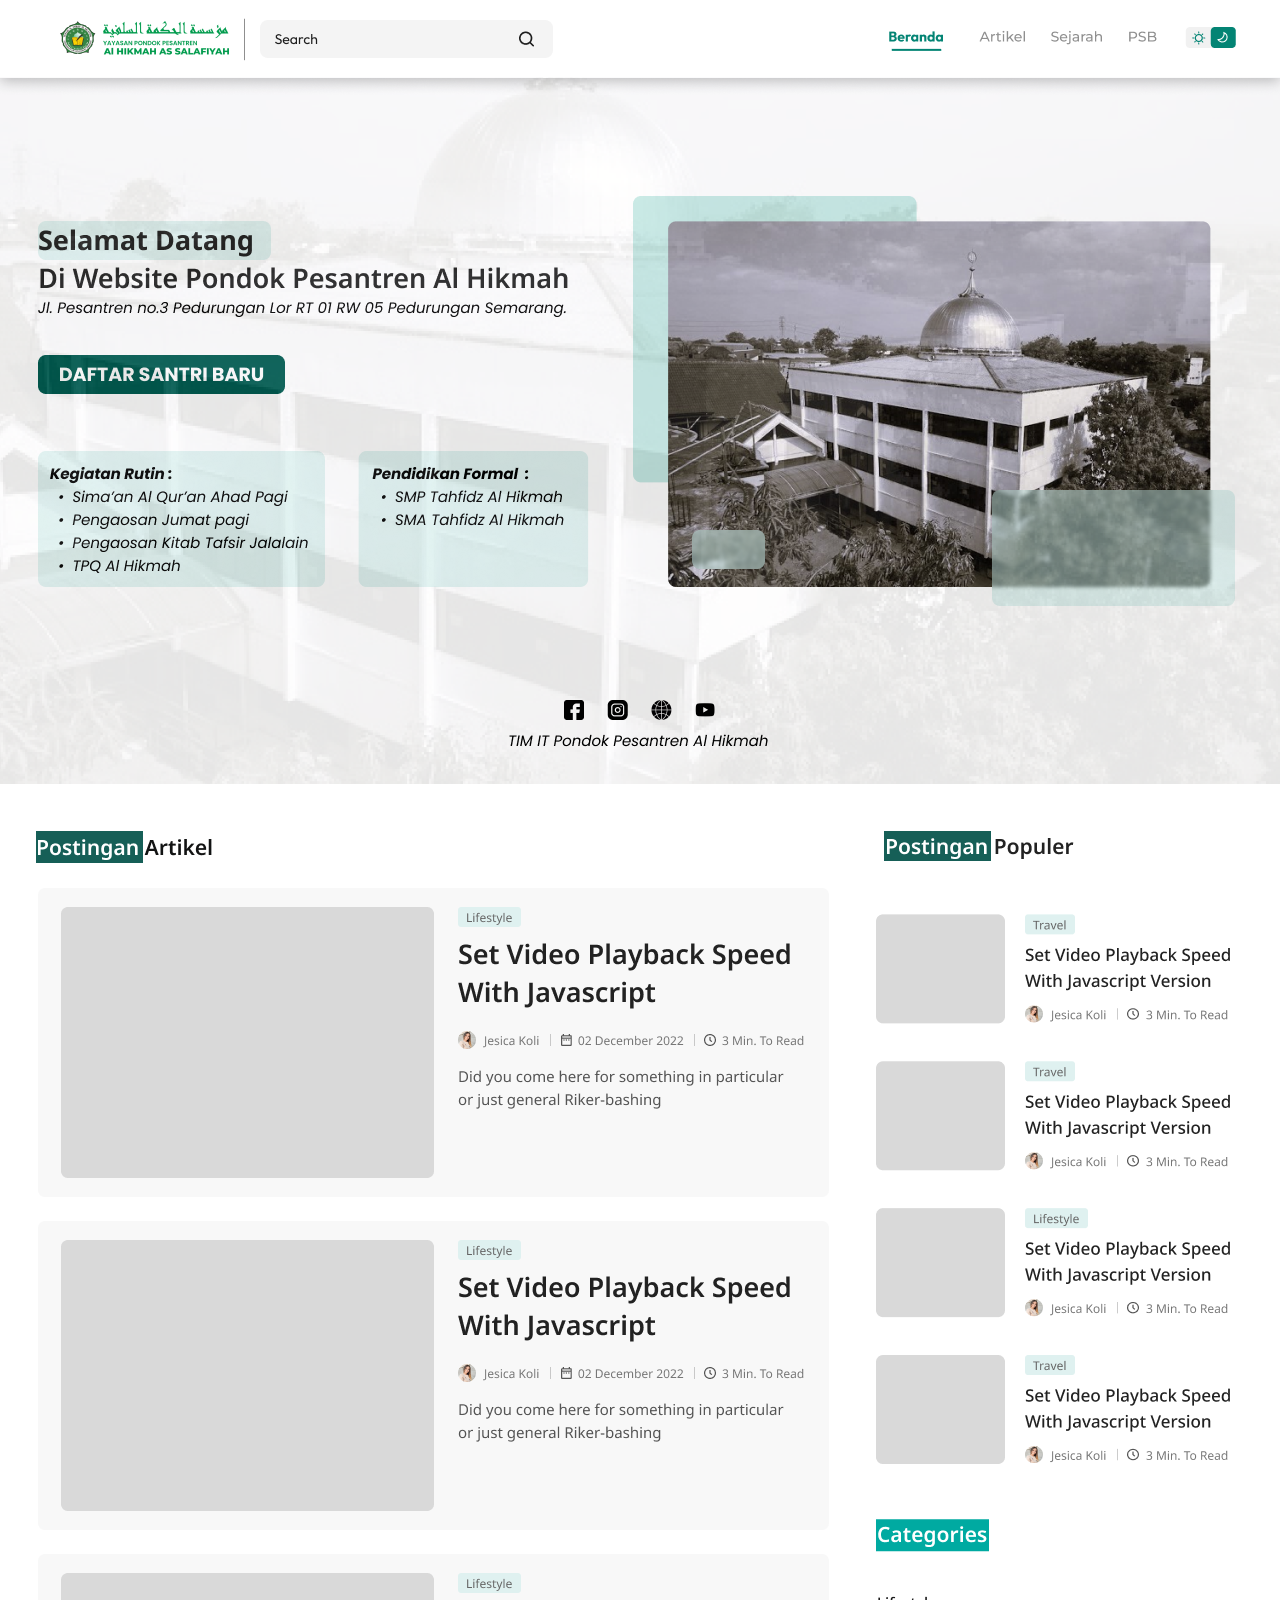 مؤسسة الحكمة السلفية
YAYASAN PONDOK PESANTREN
Al HIKMAH AS SALAFIYAH
Search
Beranda
Artikel
Sejarah
PSB
Selamat Datang
Di Website Pondok Pesantren Al Hikmah
Jl. Pesantren no.3 Pedurungan Lor RT 01 RW 05 Pedurungan Semarang.
DAFTAR SANTRI BARU
Kegiatan Rutin :
• Sima’an Al Qur’an Ahad Pagi
• Pengaosan Jumat pagi
• Pengaosan Kitab Tafsir Jalalain
• TPQ Al Hikmah
Pendidikan Formal :
• SMP Tahfidz Al Hikmah
• SMA Tahfidz Al Hikmah
TIM IT Pondok Pesantren Al Hikmah
Postingan Artikel
Lifestyle
Set Video Playback Speed
With Javascript
Jesica Koli
02 December 2022
3 Min. To Read
Did you come here for something in particular
or just general Riker-bashing
Lifestyle
Set Video Playback Speed
With Javascript
Jesica Koli
02 December 2022
3 Min. To Read
Did you come here for something in particular
or just general Riker-bashing
Lifestyle
Postingan Populer
Travel
Set Video Playback Speed
With Javascript Version
Jesica Koli
3 Min. To Read
Travel
Set Video Playback Speed
With Javascript Version
Jesica Koli
3 Min. To Read
Lifestyle
Set Video Playback Speed
With Javascript Version
Jesica Koli
3 Min. To Read
Travel
Set Video Playback Speed
With Javascript Version
Jesica Koli
3 Min. To Read
Categories